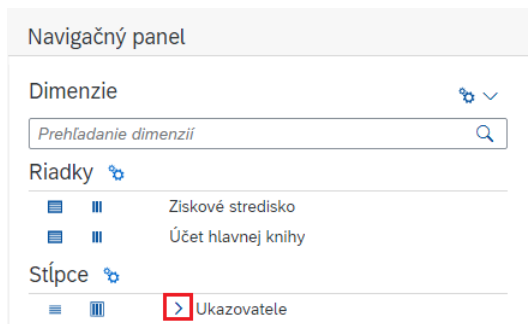 Navigačný panel
Dimenzie
Prehľadanie dimenzií
Riadky
Ziskové stredisko
Účet hlavnej knihy
Stĺpce
Ukazovatele